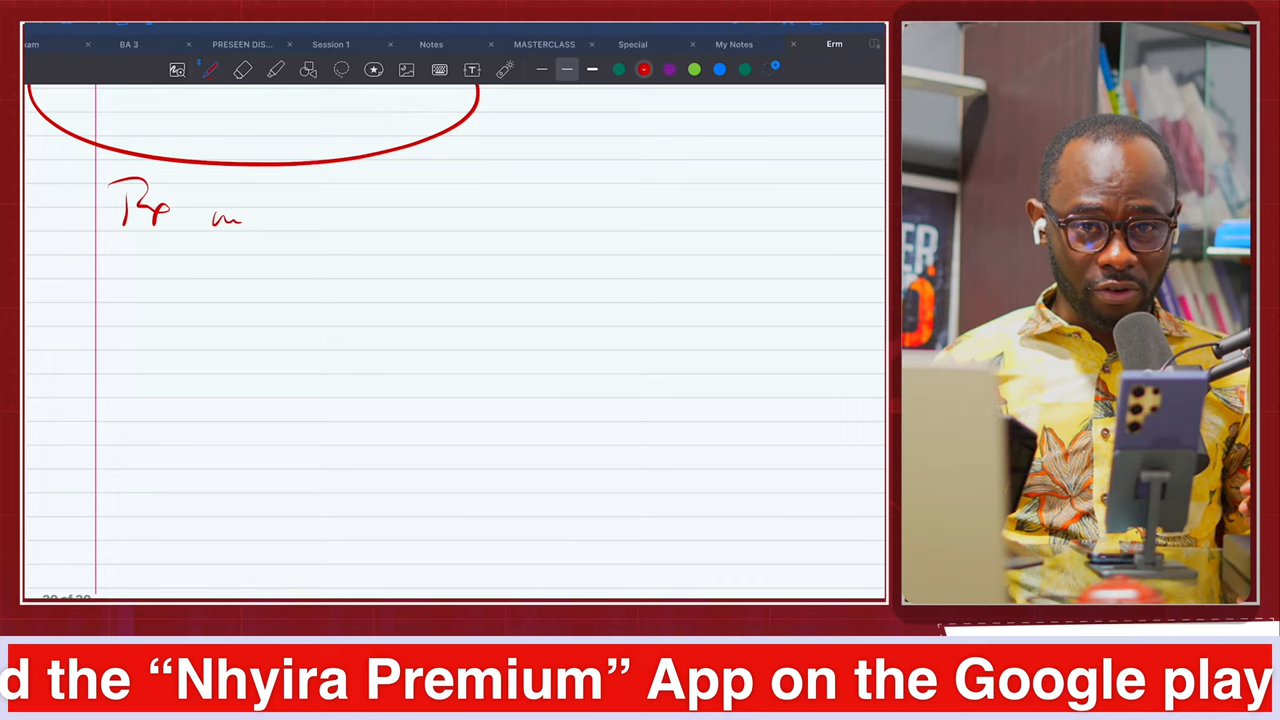 am
BA 3
PRESEEN DIS...
Session 1
Notes
MASTERCLASS
Special
My Notes
Erm
ER
d the “Nhyira Premium” App on the Google play